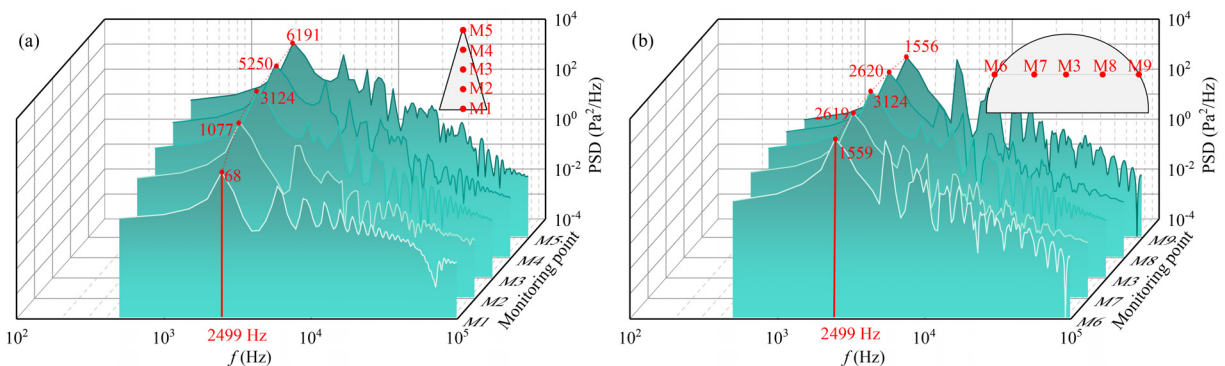 (a)
6191
5250
3124
1077
68
M5
M4
M3
M2
M1
10^4
10^2
10^0
10^-2
10^-4
PSD (Pa^2/Hz)
M5
M4
M3
M2
M1
Monitoring point
10^2
10^3
10^4
10^5
2499 Hz
f (Hz)
(b)
1556
2620
3124
2619
1559
M6 M7 M3 M8 M9
10^4
10^2
10^0
10^-2
10^-4
PSD (Pa^2/Hz)
M9
M8
M3
M7
M6
Monitoring point
10^2
10^3
10^4
10^5
2499 Hz
f (Hz)